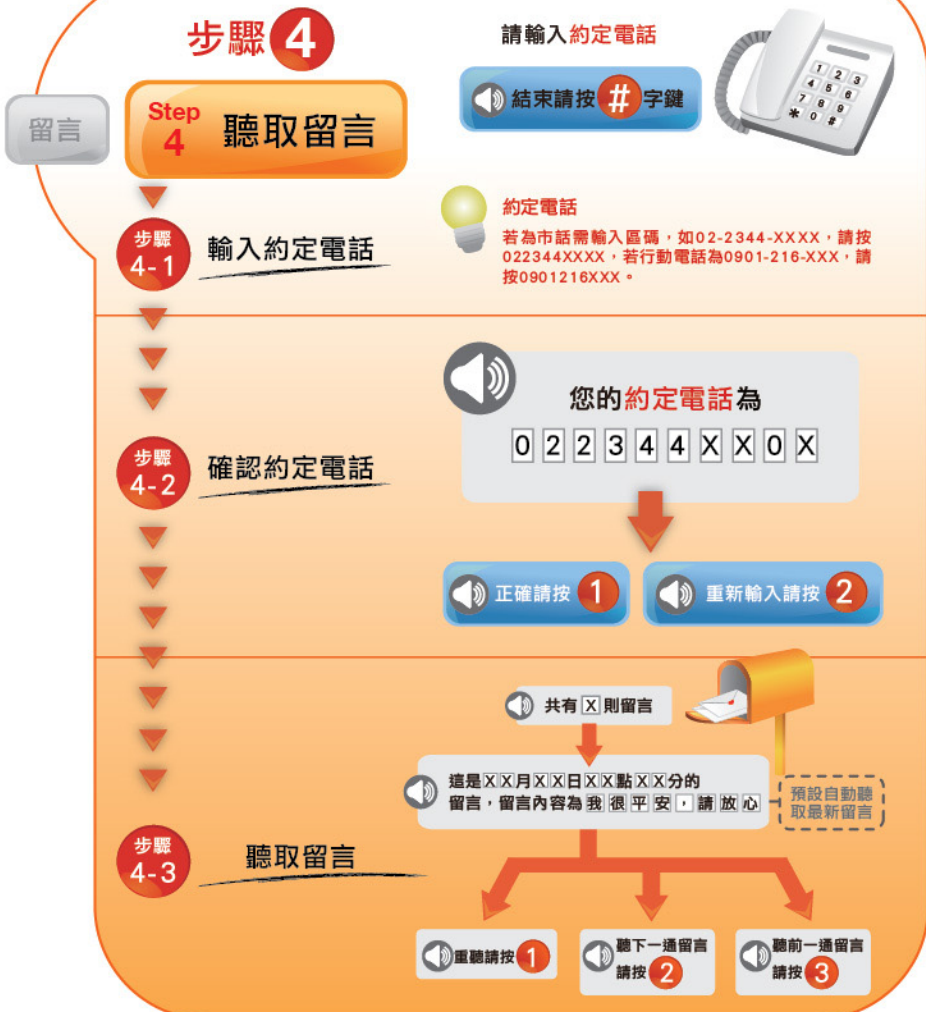 步驟 4
請輸入約定電話
留言
Step 4 聽取留言
結束請按 # 字鍵
1 2 3
4 5 6
7 8 9
* 0 #
步驟 4-1
輸入約定電話
約定電話
若為市話需輸入區碼，如02-2344-XXXX，請按
022344XXXX，若行動電話為0901-216-XXX，請
按0901216XXX。
步驟 4-2
確認約定電話
您的約定電話為
0 2 2 3 4 4 X X 0 X
正確請按 1
重新輸入請按 2
共有 X 則留言
這是XX月XX日XX點XX分的
留言，留言內容為我很平安，請放心
預設自動聽
取最新留言
步驟 4-3
聽取留言
重聽請按 1
聽下一通留言
請按 2
聽前一通留言
請按 3